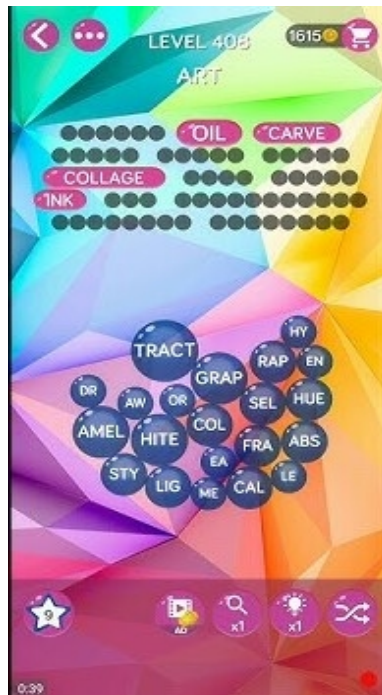 LEVEL 408
1615
ART
OIL CARVE
COLLAGE
INK
HY
TRACT
RAP EN
GRAP
DR AW OR SEL HUE
AMEL HITE COL FRA ABS
EA
STY LIG ME CAL LE
9 AD x1 x1
0:39